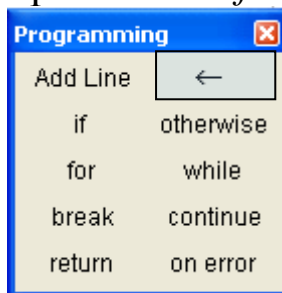 Programming
Add Line ←
if otherwise
for while
break continue
return on error